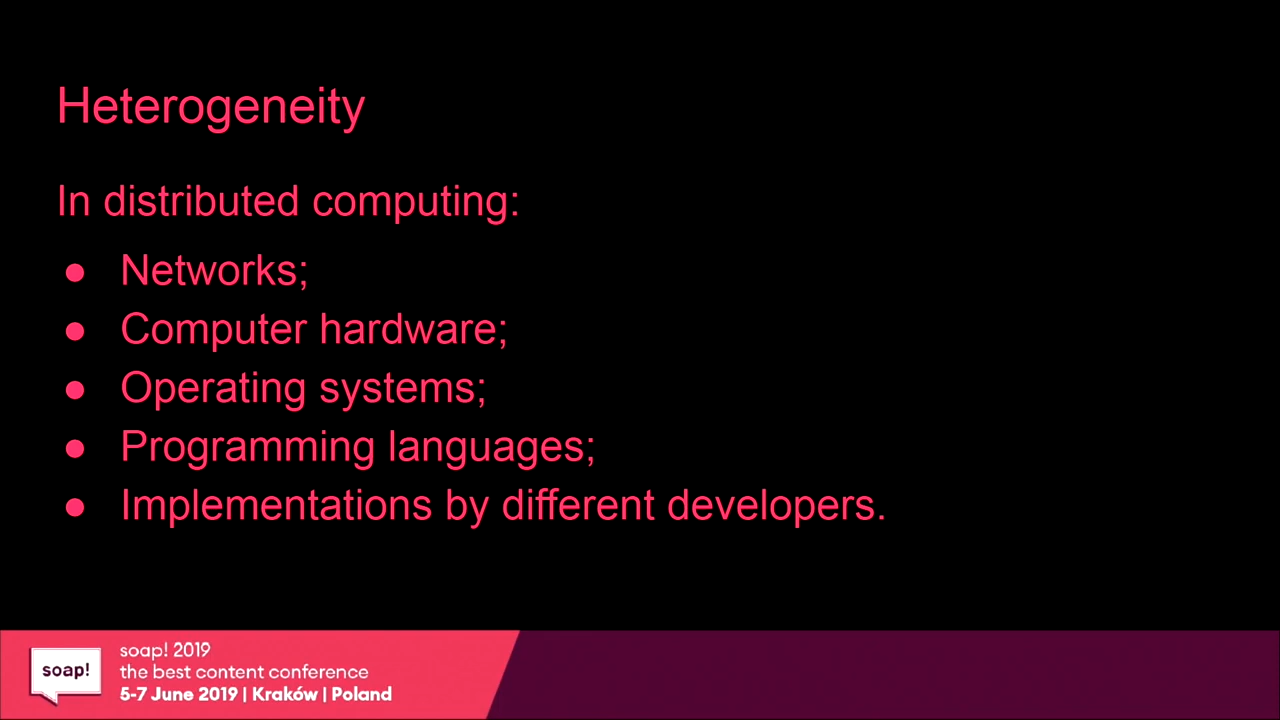 Heterogeneity
In distributed computing:
● Networks;
● Computer hardware;
● Operating systems;
● Programming languages;
● Implementations by different developers.
soap!
soap! 2019
the best content conference
5-7 June 2019 | Kraków | Poland